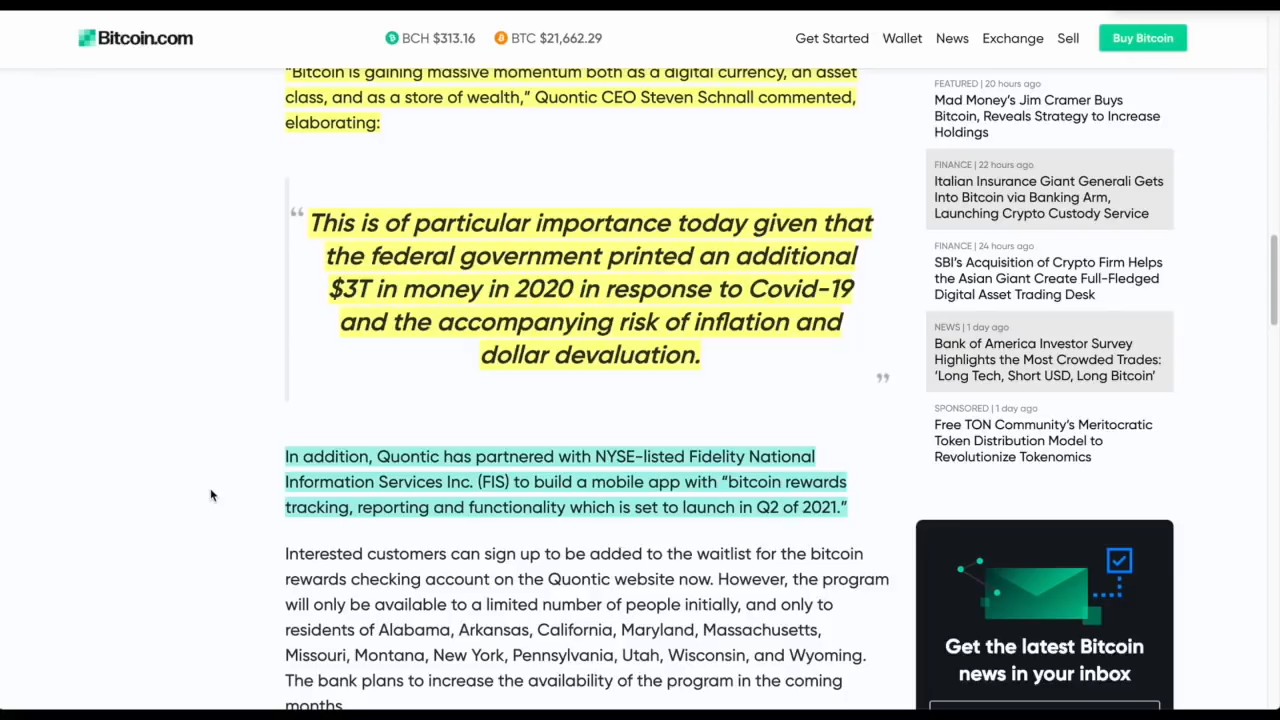 Bitcoin.com
BCH $313.16
BTC $21,662.29
Get Started
Wallet
News
Exchange
Sell
Buy Bitcoin
"Bitcoin is gaining massive momentum both as a digital currency, an asset
class, and as a store of wealth,” Quontic CEO Steven Schnall commented,
elaborating:
“
This is of particular importance today given that
the federal government printed an additional
$3T in money in 2020 in response to Covid-19
and the accompanying risk of inflation and
dollar devaluation.
”
In addition, Quontic has partnered with NYSE-listed Fidelity National
Information Services Inc. (FIS) to build a mobile app with “bitcoin rewards
tracking, reporting and functionality which is set to launch in Q2 of 2021.”
Interested customers can sign up to be added to the waitlist for the bitcoin
rewards checking account on the Quontic website now. However, the program
will only be available to a limited number of people initially, and only to
residents of Alabama, Arkansas, California, Maryland, Massachusetts,
Missouri, Montana, New York, Pennsylvania, Utah, Wisconsin, and Wyoming.
The bank plans to increase the availability of the program in the coming
months.
FEATURED | 20 hours ago
Mad Money’s Jim Cramer Buys
Bitcoin, Reveals Strategy to Increase
Holdings
FINANCE | 22 hours ago
Italian Insurance Giant Generali Gets
Into Bitcoin via Banking Arm,
Launching Crypto Custody Service
FINANCE | 24 hours ago
SBI’s Acquisition of Crypto Firm Helps
the Asian Giant Create Full-Fledged
Digital Asset Trading Desk
NEWS | 1 day ago
Bank of America Investor Survey
Highlights the Most Crowded Trades:
‘Long Tech, Short USD, Long Bitcoin’
SPONSORED | 1 day ago
Free TON Community’s Meritocratic
Token Distribution Model to
Revolutionize Tokenomics
Get the latest Bitcoin
news in your inbox